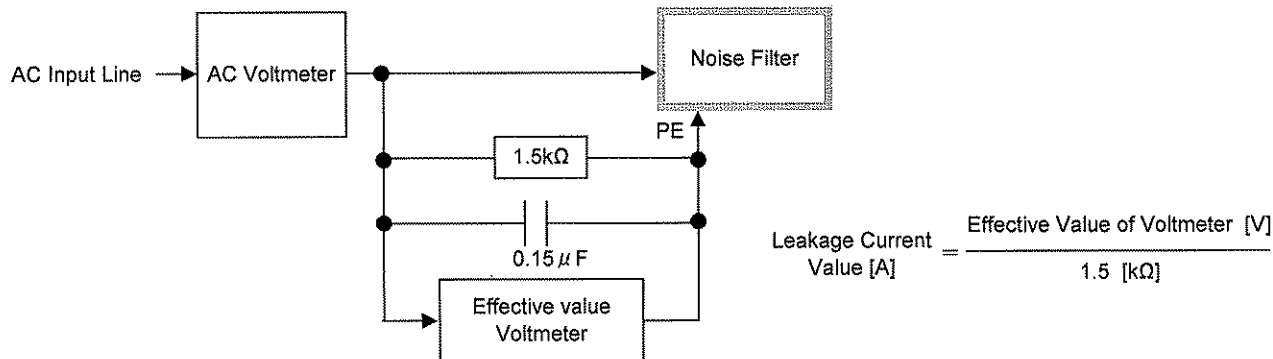 Noise Filter
AC Input Line
AC Voltmeter
PE
1.5kΩ
0.15μF
Effective value
Voltmeter
Leakage Current
Value [A]
=
Effective Value of Voltmeter [V]
1.5 [kΩ]